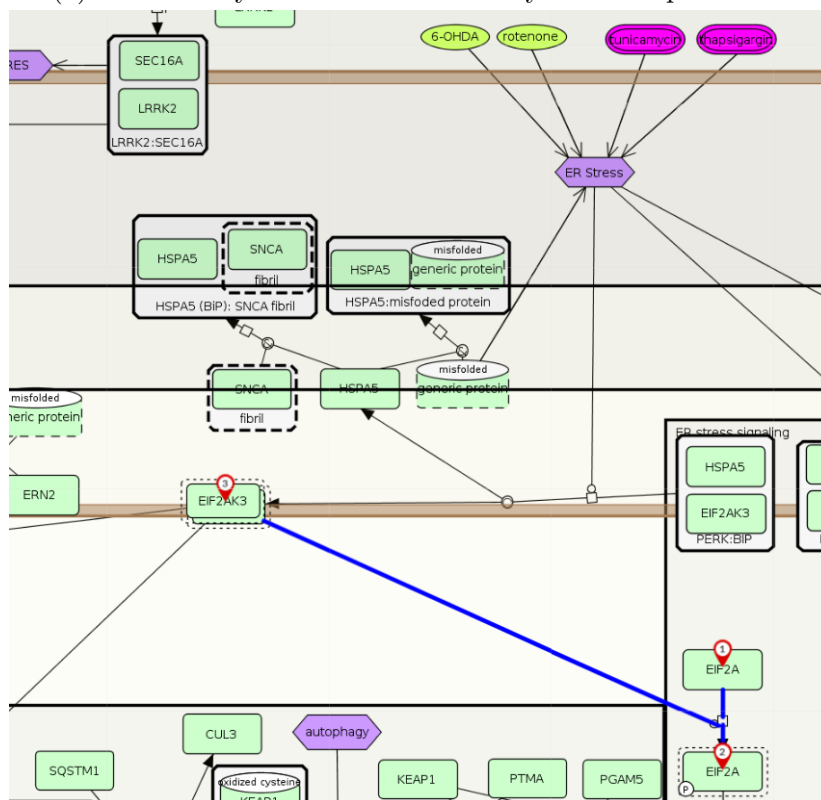 6-OHDA
rotenone
tunicamycin
thapsigargin
SEC16A
LRRK2
LRRK2:SEC16A
ER Stress
HSPA5
SNCA
fibril
HSPA5 (BiP): SNCA fibril
misfolded
HSPA5
generic protein
HSPA5:misfoded protein
SNCA
fibril
HSPA5
misfolded
generic protein
misfolded
ER stress signaling
HSPA5
EIF2AK3
PERK:BIP
ERN2
3
EIF2AK3
1
EIF2A
2
EIF2A
P
CUL3
autophagy
SQSTM1
oxidized cysteine
KEAP1
KEAP1
PTMA
PGAM5